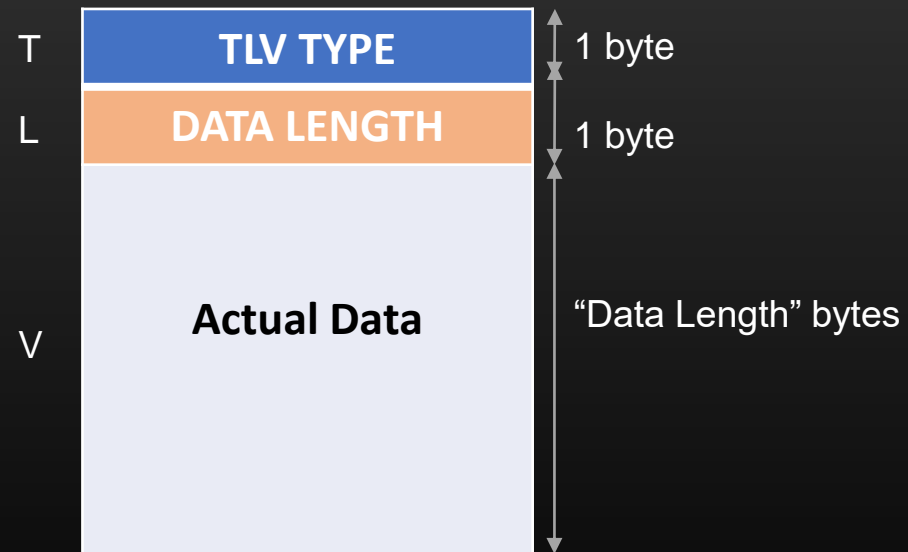 T
TLV TYPE
1 byte
L
DATA LENGTH
1 byte
V
Actual Data
“Data Length” bytes